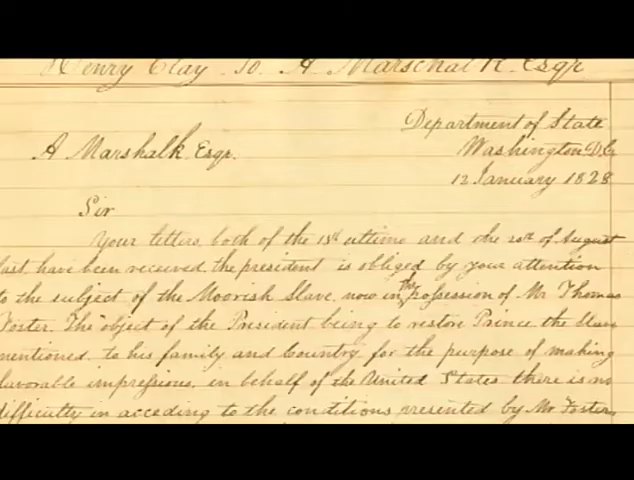 Henry Clay To A Marschalk. Esqr
Department of State
A Marshalk Esqr. Washington D.C.
12 January 1828
Sir
Your letters both of the 13th ultimo and the 20th of August
last have been received. the president is obliged by your attention
to the subject of the Moorish Slave now in the possession of Mr Thomas
Foster. The object of the President being to restore Prince the Slave
mentioned. to his family and Country for the purpose of making
favorable impressions. in behalf of the United States there is no
difficulty in acceding to the conditions presented by Mr Foster.